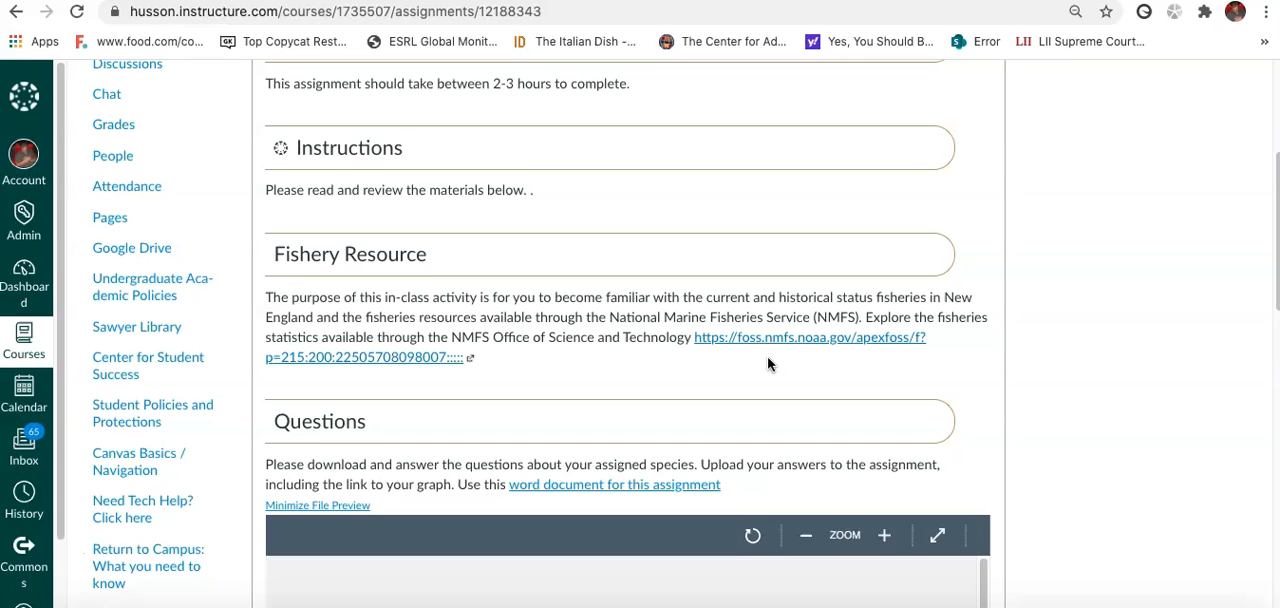 husson.instructure.com/courses/1735507/assignments/12188343
Apps
www.food.com/co...
GK
Top Copycat Rest...
ESRL Global Monit...
ID
The Italian Dish -...
The Center for Ad...
y!
Yes, You Should B...
S
Error
LII
LII Supreme Court...
»
Account
Admin
Dashboar
d
Courses
Calendar
65
Inbox
History
Common
s
Discussions
Chat
Grades
People
Attendance
Pages
Google Drive
Undergraduate Aca-
demic Policies
Sawyer Library
Center for Student
Success
Student Policies and
Protections
Canvas Basics /
Navigation
Need Tech Help?
Click here
Return to Campus:
What you need to
know
This assignment should take between 2-3 hours to complete.
Instructions
Please read and review the materials below. .
Fishery Resource
The purpose of this in-class activity is for you to become familiar with the current and historical status fisheries in New
England and the fisheries resources available through the National Marine Fisheries Service (NMFS). Explore the fisheries
statistics available through the NMFS Office of Science and Technology https://foss.nmfs.noaa.gov/apexfoss/f?
p=215:200:22505708098007:::::
Questions
Please download and answer the questions about your assigned species. Upload your answers to the assignment,
including the link to your graph. Use this word document for this assignment
Minimize File Preview
ZOOM